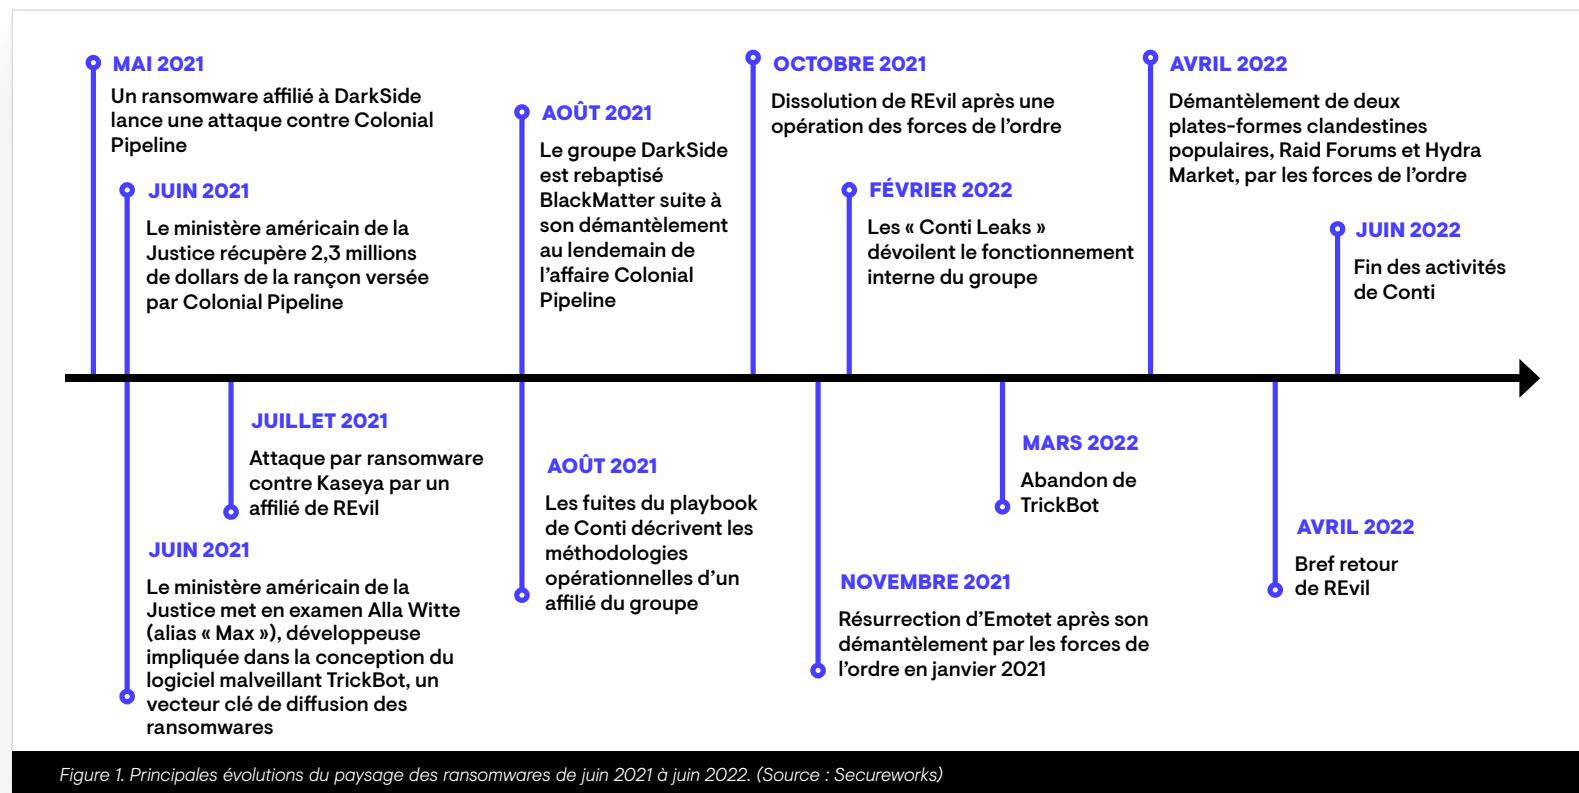 MAI 2021
Un ransomware affilié à DarkSide
lance une attaque contre Colonial
Pipeline
JUIN 2021
Le ministère américain de la
Justice récupère 2,3 millions
de dollars de la rançon versée
par Colonial Pipeline
AOÛT 2021
Le groupe DarkSide
est rebaptisé
BlackMatter suite à
son démantèlement
au lendemain de
l’affaire Colonial
Pipeline
OCTOBRE 2021
Dissolution de REvil après une
opération des forces de l’ordre
FÉVRIER 2022
Les « Conti Leaks »
dévoilent le fonctionnement
interne du groupe
AVRIL 2022
Démantèlement de deux
plates-formes clandestines
populaires, Raid Forums et Hydra
Market, par les forces de l’ordre
JUIN 2022
Fin des activités
de Conti
JUILLET 2021
Attaque par ransomware
contre Kaseya par un
affilié de REvil
JUIN 2021
Le ministère américain de la
Justice met en examen Alla Witte
(alias « Max »), développeuse
impliquée dans la conception du
logiciel malveillant TrickBot, un
vecteur clé de diffusion des
ransomwares
AOÛT 2021
Les fuites du playbook
de Conti décrivent les
méthodologies
opérationnelles d’un
affilié du groupe
NOVEMBRE 2021
Résurrection d’Emotet après son
démantèlement par les forces de
l’ordre en janvier 2021
MARS 2022
Abandon de
TrickBot
AVRIL 2022
Bref retour
de REvil
Figure 1. Principales évolutions du paysage des ransomwares de juin 2021 à juin 2022. (Source : Secureworks)